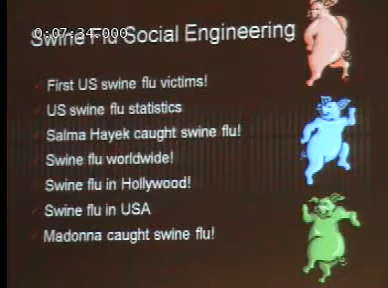 0:07:34.000
Swine Flu Social Engineering
First US swine flu victims!
US swine flu statistics
Salma Hayek caught swine flu!
Swine flu worldwide!
Swine flu in Hollywood!
Swine flu in USA
Madonna caught swine flu!